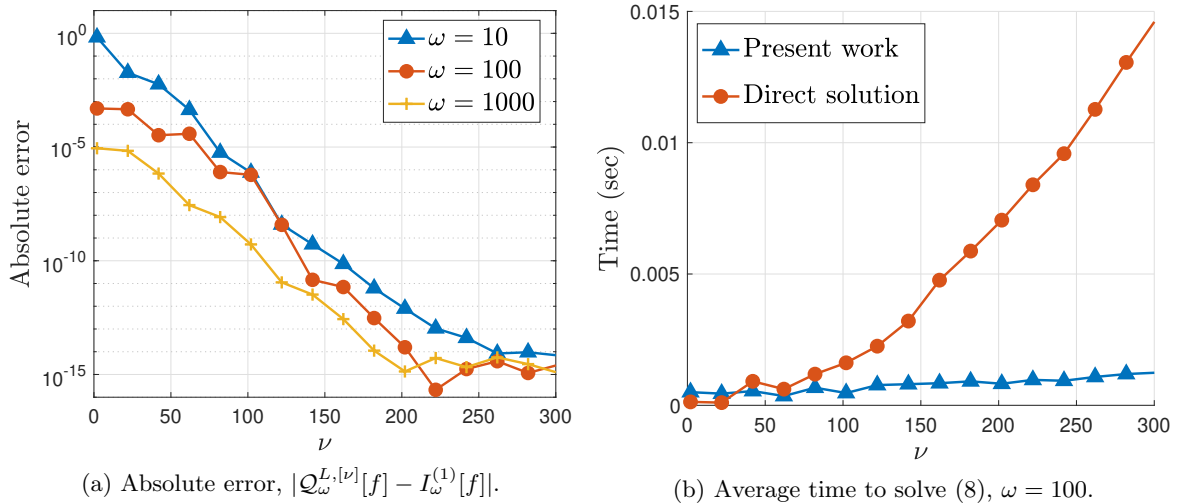 10^0
10^-5
10^-10
10^-15
Absolute error
0 50 100 150 200 250 300
ν
ω = 10
ω = 100
ω = 1000
(a) Absolute error, |𝒬_ω^{L,[ν]}[f] − I_ω^{(1)}[f]|.
0.015
0.01
0.005
0
Time (sec)
0 50 100 150 200 250 300
ν
Present work
Direct solution
(b) Average time to solve (8), ω = 100.